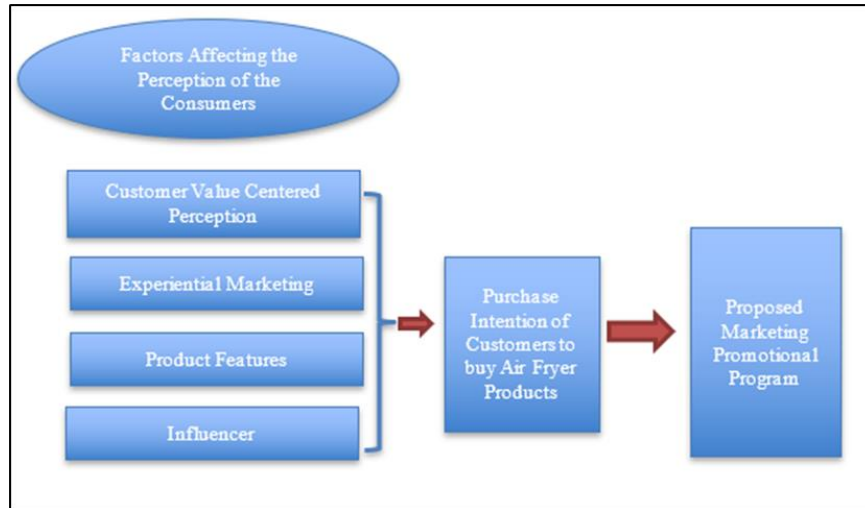 Factors Affecting the
Perception of the
Consumers
Customer Value Centered
Perception
Experiential Marketing
Product Features
Influencer
Purchase
Intention of
Customers to
buy Air Fryer
Products
Proposed
Marketing
Promotional
Program